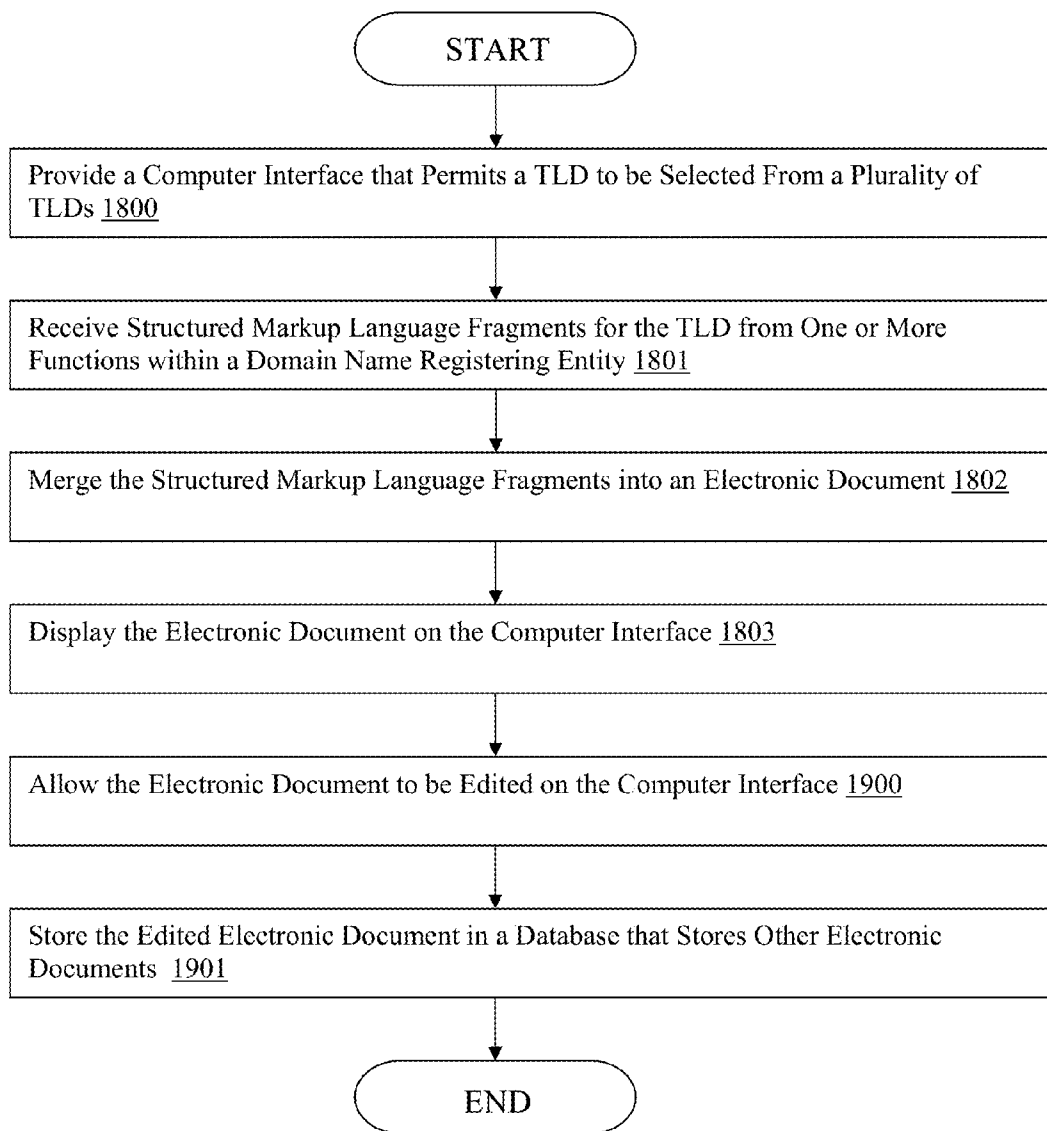 START
Provide a Computer Interface that Permits a TLD to be Selected From a Plurality of
TLDs 1800
Receive Structured Markup Language Fragments for the TLD from One or More
Functions within a Domain Name Registering Entity 1801
Merge the Structured Markup Language Fragments into an Electronic Document 1802
Display the Electronic Document on the Computer Interface 1803
Allow the Electronic Document to be Edited on the Computer Interface 1900
Store the Edited Electronic Document in a Database that Stores Other Electronic
Documents 1901
END